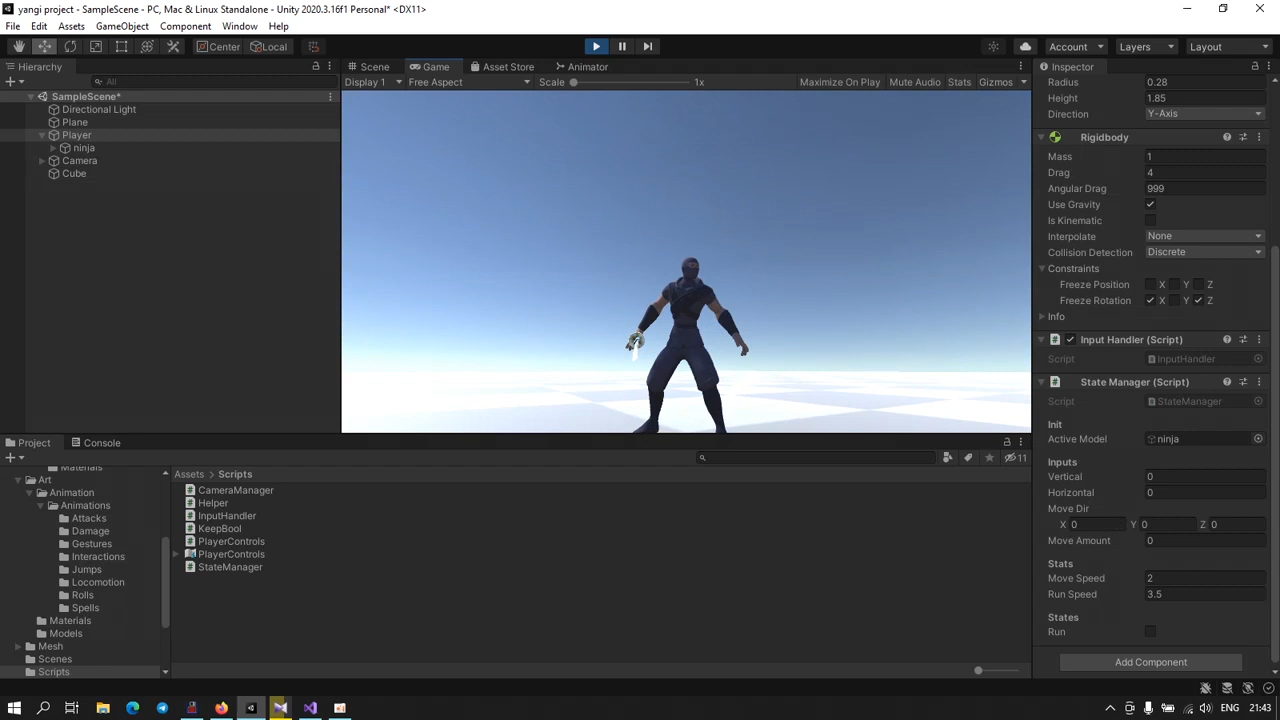 yangi project - SampleScene - PC, Mac & Linux Standalone - Unity 2020.3.16f1 Personal* <DX11>
File Edit Assets GameObject Component Window Help
Center Local Account Layers Layout
Hierarchy
All
SampleScene*
Directional Light
Plane
Player
ninja
Camera
Cube
Scene Game Asset Store Animator
Display 1 Free Aspect Scale 1x Maximize On Play Mute Audio Stats Gizmos
Inspector
Radius 0.28
Height 1.85
Direction Y-Axis
Rigidbody
Mass 1
Drag 4
Angular Drag 999
Use Gravity
Is Kinematic
Interpolate None
Collision Detection Discrete
Constraints
Freeze Position X Y Z
Freeze Rotation X Y Z
Info
Input Handler (Script)
Script InputHandler
State Manager (Script)
Script StateManager
Init
Active Model ninja
Inputs
Vertical 0
Horizontal 0
Move Dir
X 0 Y 0 Z 0
Move Amount 0
Stats
Move Speed 2
Run Speed 3.5
States
Run
Add Component
Project Console
11
Materials
Art
Animation
Animations
Attacks
Damage
Gestures
Interactions
Jumps
Locomotion
Rolls
Spells
Materials
Models
Mesh
Scenes
Scripts
Assets Scripts
CameraManager
Helper
InputHandler
KeepBool
PlayerControls
PlayerControls
StateManager
ENG 21:43